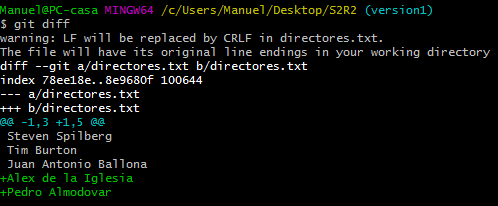 Manuel@PC-casa MINGW64 /c/Users/Manuel/Desktop/S2R2 (version1)
$ git diff
warning: LF will be replaced by CRLF in directores.txt.
The file will have its original line endings in your working directory
diff --git a/directores.txt b/directores.txt
index 78ee18e..8e9680f 100644
--- a/directores.txt
+++ b/directores.txt
@@ -1,3 +1,5 @@
 Steven Spilberg
 Tim Burton
 Juan Antonio Ballona
+Alex de la Iglesia
+Pedro Almodovar